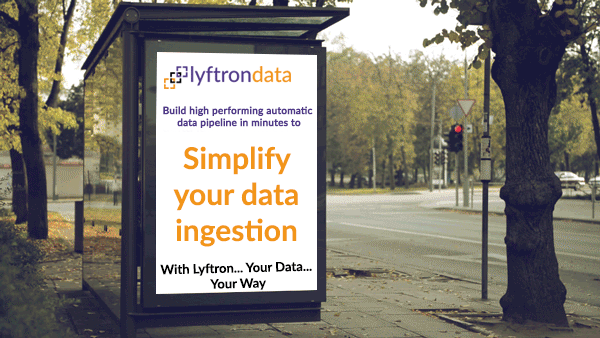 lyftrondata
Build high performing automatic
data pipeline in minutes to
Simplify
your data
ingestion
With Lyftron... Your Data...
Your Way